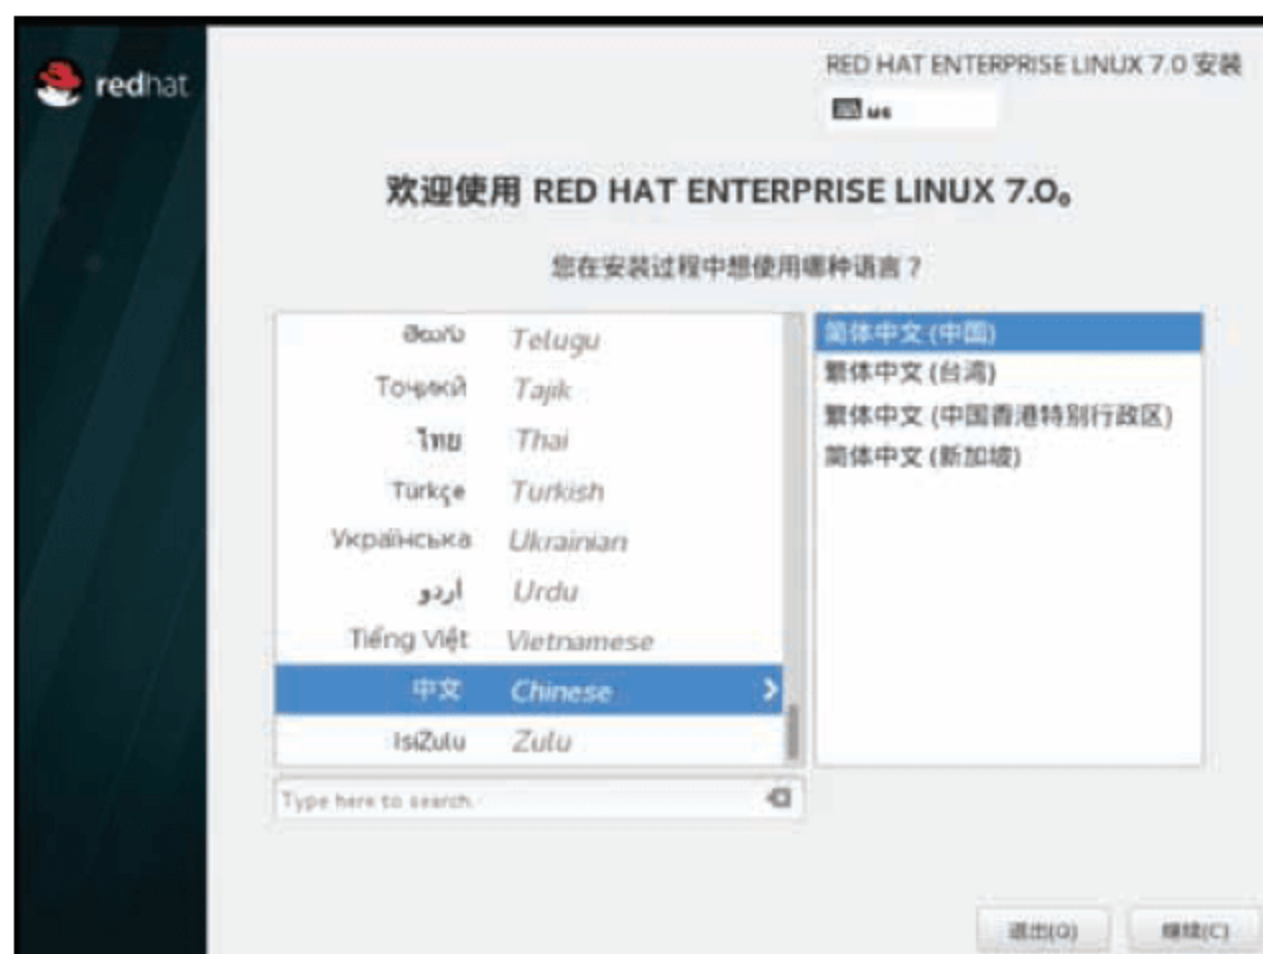 redhat
RED HAT ENTERPRISE LINUX 7.0 安装
us
欢迎使用 RED HAT ENTERPRISE LINUX 7.0。
您在安装过程中想使用哪种语言？
తెలుగు Telugu
Тоҷикӣ Tajik
ไทย Thai
Türkçe Turkish
Українська Ukrainian
اردو Urdu
Tiếng Việt Vietnamese
中文 Chinese
IsiZulu Zulu
Type here to search.
简体中文 (中国)
繁体中文 (台湾)
繁体中文 (中国香港特别行政区)
简体中文 (新加坡)
退出(Q)
继续(C)